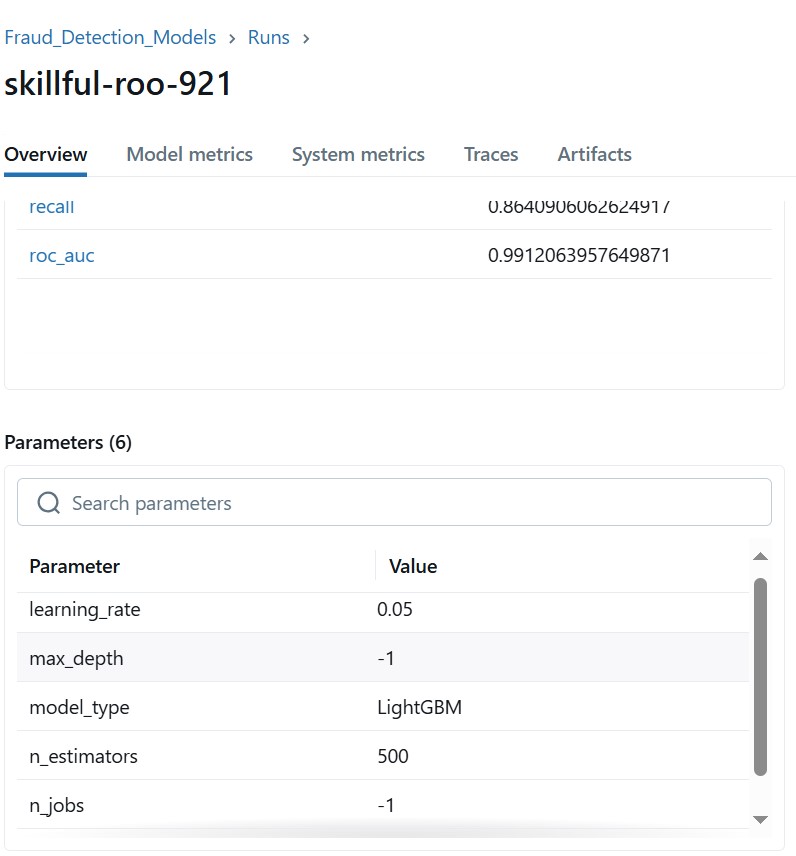 Fraud_Detection_Models > Runs >
skillful-roo-921
Overview Model metrics System metrics Traces Artifacts
recall 0.8640906062624917
roc_auc 0.9912063957649871
Parameters (6)
Search parameters
Parameter Value
learning_rate 0.05
max_depth -1
model_type LightGBM
n_estimators 500
n_jobs -1